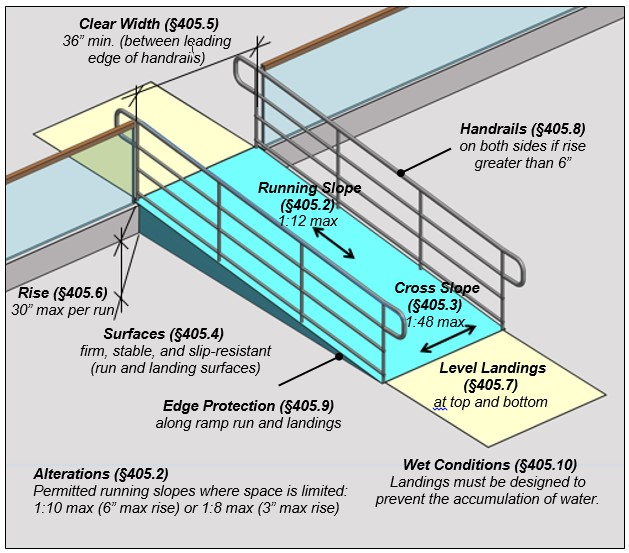 Clear Width (§405.5)
36” min. (between leading
edge of handrails)
Handrails (§405.8)
on both sides if rise
greater than 6”
Running Slope
(§405.2)
1:12 max
Cross Slope
(§405.3)
1:48 max
Rise (§405.6)
30” max per run
Surfaces (§405.4)
firm, stable, and slip-resistant
(run and landing surfaces)
Level Landings
(§405.7)
at top and bottom
Edge Protection (§405.9)
along ramp run and landings
Alterations (§405.2)
Permitted running slopes where space is limited:
1:10 max (6” max rise) or 1:8 max (3” max rise)
Wet Conditions (§405.10)
Landings must be designed to
prevent the accumulation of water.